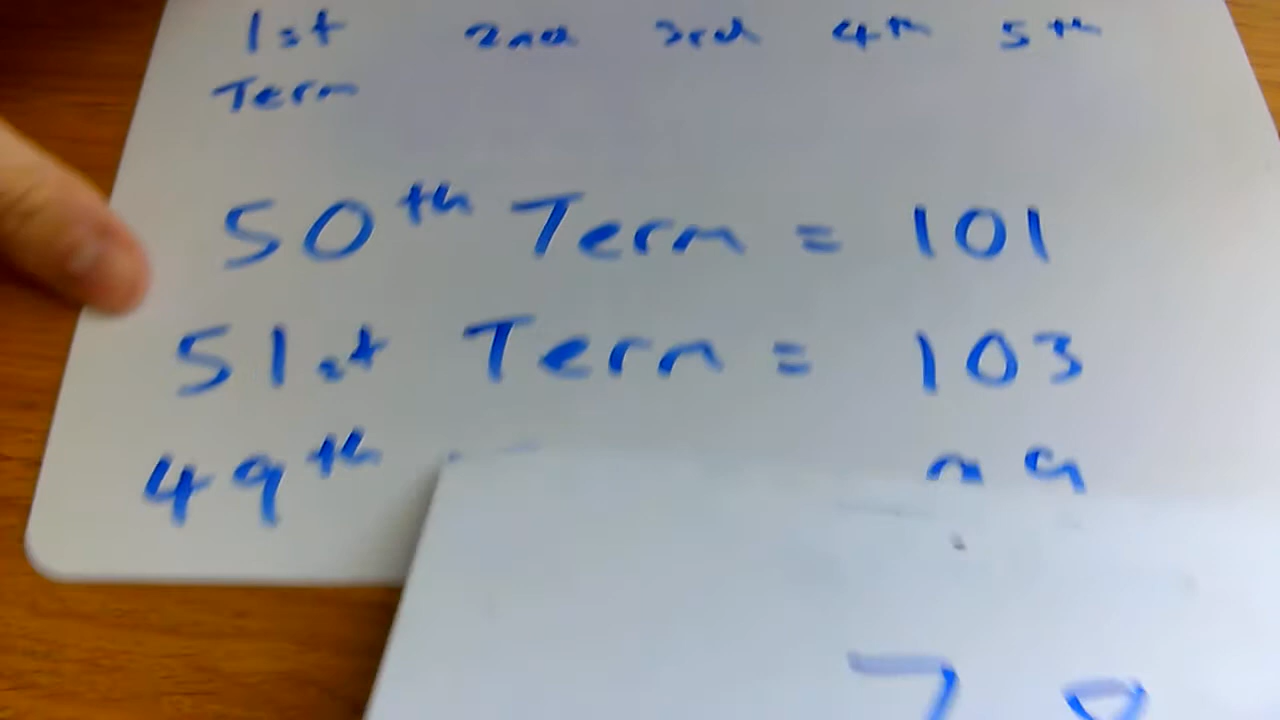 1st 2nd 3rd 4th 5th
Term
50th Term = 101
51st Term = 103
49th